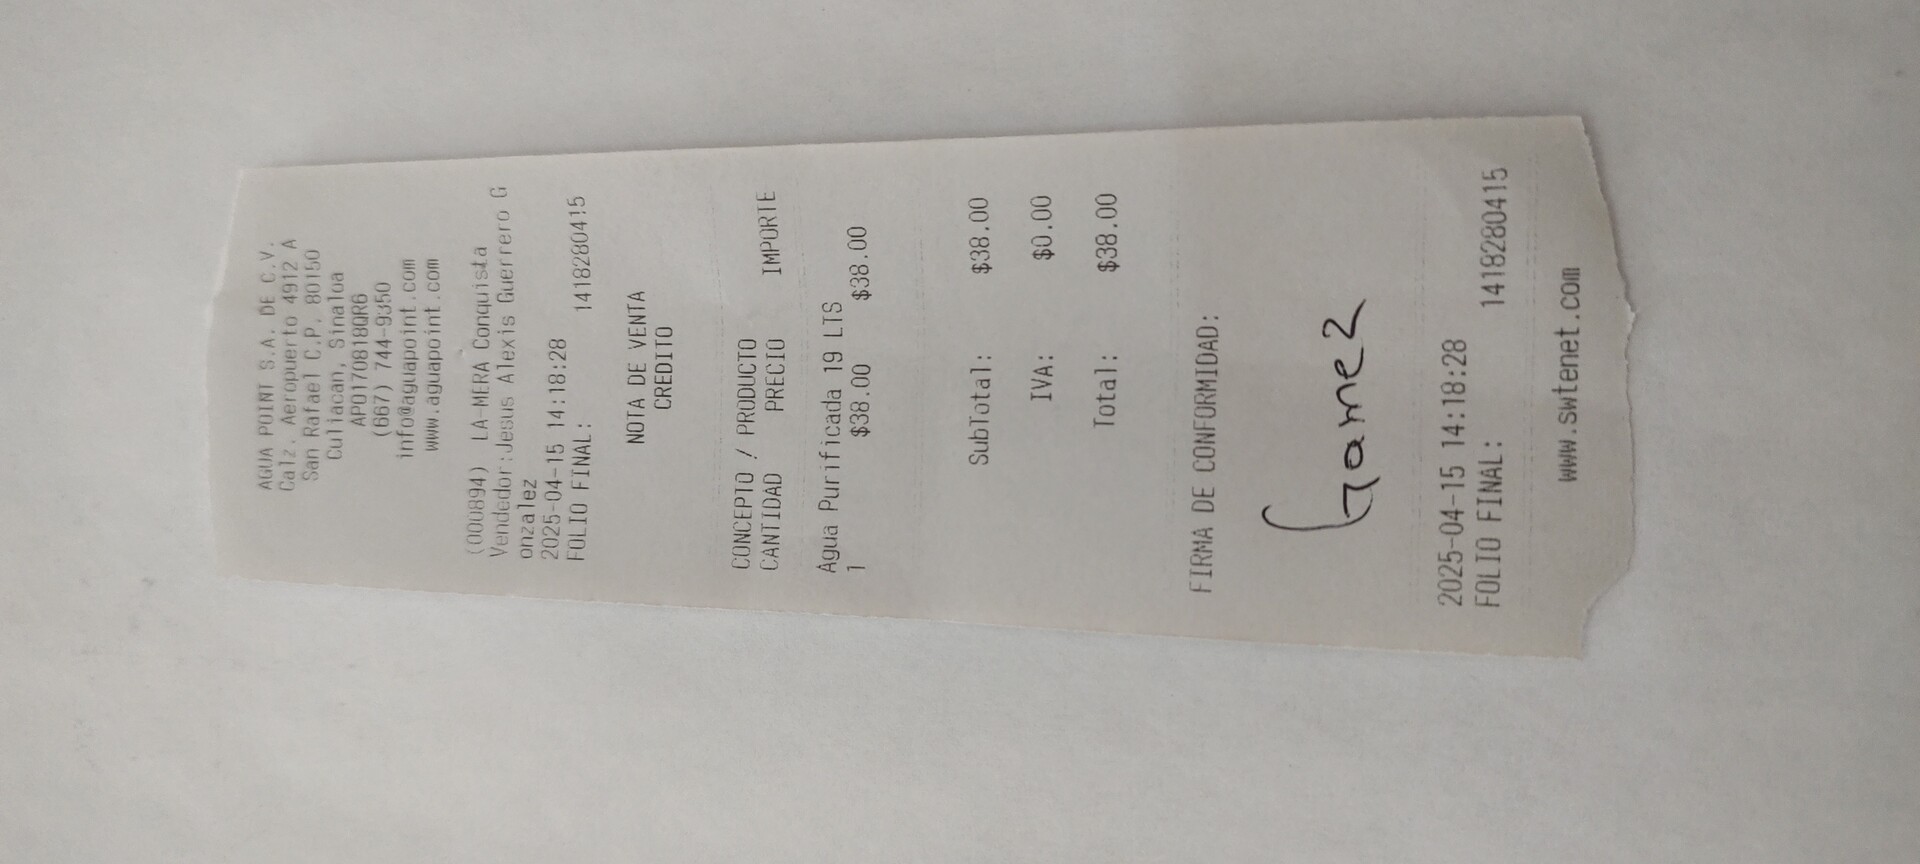 AGUA POINT S.A. DE C.V.
Calz. Aeropuerto 4912 A
San Rafael C.P. 80150
Culiacan, Sinaloa
APO170818QR6
(667) 744-9350
info@aguapoint.com
www.aguapoint.com
(000894) LA-MERA Conquista
Vendedor:Jesus Alexis Guerrero G
onzalez
2025-04-15 14:18:28
FOLIO FINAL: 1418280415
NOTA DE VENTA
CREDITO
CONCEPTO / PRODUCTO
CANTIDAD PRECIO IMPORTE
Agua Purificada 19 LTS
1 $38.00 $38.00
SubTotal: $38.00
IVA: $0.00
Total: $38.00
FIRMA DE CONFORMIDAD:
Gamez
2025-04-15 14:18:28
FOLIO FINAL: 1418280415
www.swtenet.com